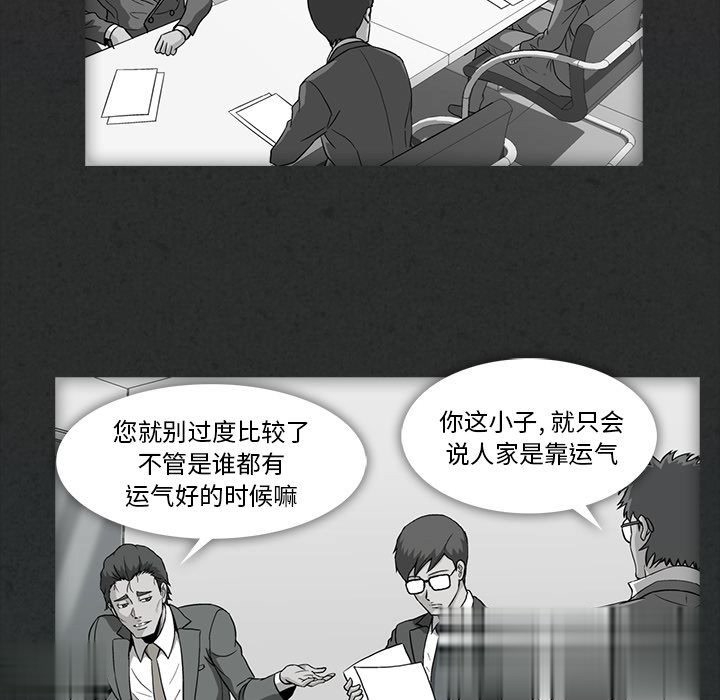 您就别过度比较了
不管是谁都有
运气好的时候嘛
你这小子,就只会
说人家是靠运气